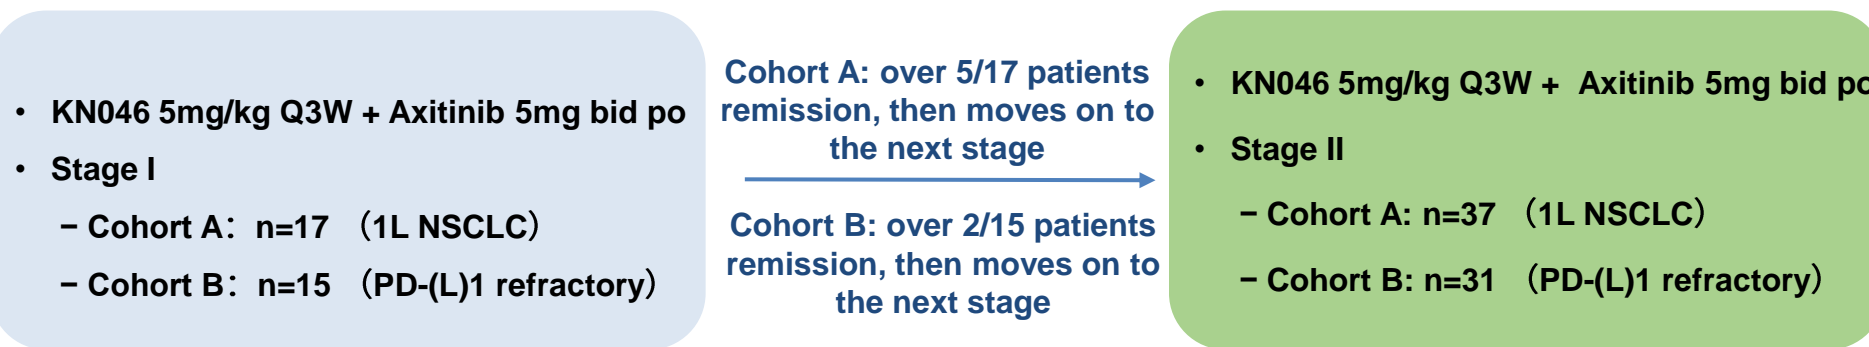 • KN046 5mg/kg Q3W + Axitinib 5mg bid po
• Stage I
− Cohort A： n=17 （1L NSCLC）
− Cohort B： n=15 （PD-(L)1 refractory）
Cohort A: over 5/17 patients
remission, then moves on to
the next stage
Cohort B: over 2/15 patients
remission, then moves on to
the next stage
• KN046 5mg/kg Q3W + Axitinib 5mg bid po
• Stage II
− Cohort A: n=37 （1L NSCLC）
− Cohort B: n=31 （PD-(L)1 refractory）